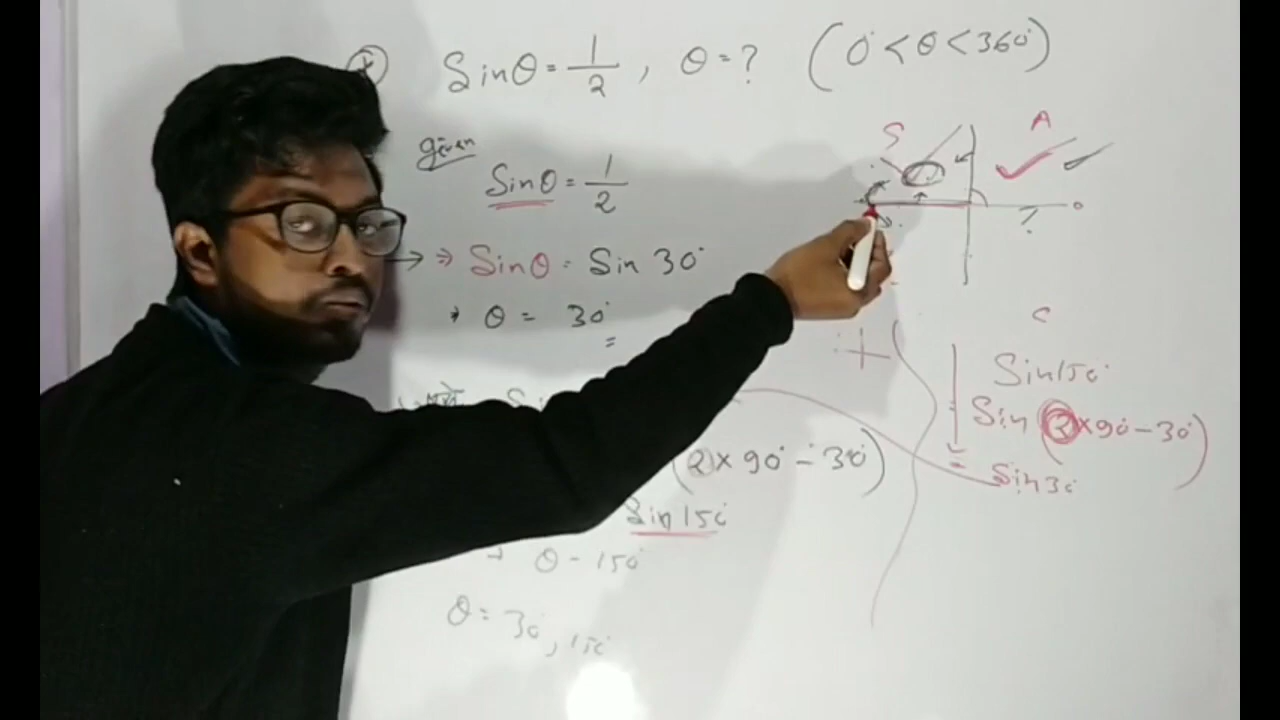 Sinθ = 1/2 , θ = ? (0° < θ < 360°)
given
Sinθ = 1/2
→ ⇒ Sinθ = Sin 30°
θ = 30°
(2 × 90° - 30°)
Sin 150°
θ - 150°
θ = 30°, 150°
S A
C
Sin 150°
= Sin (2 × 90° - 30°)
= Sin 30°